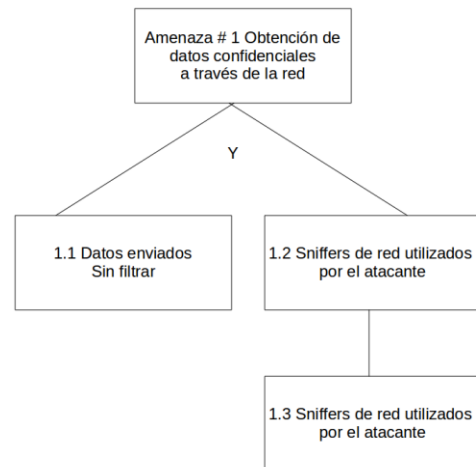 Amenaza # 1 Obtención de
datos confidenciales
a través de la red
Y
1.1 Datos enviados
Sin filtrar
1.2 Sniffers de red utilizados
por el atacante
1.3 Sniffers de red utilizados
por el atacante